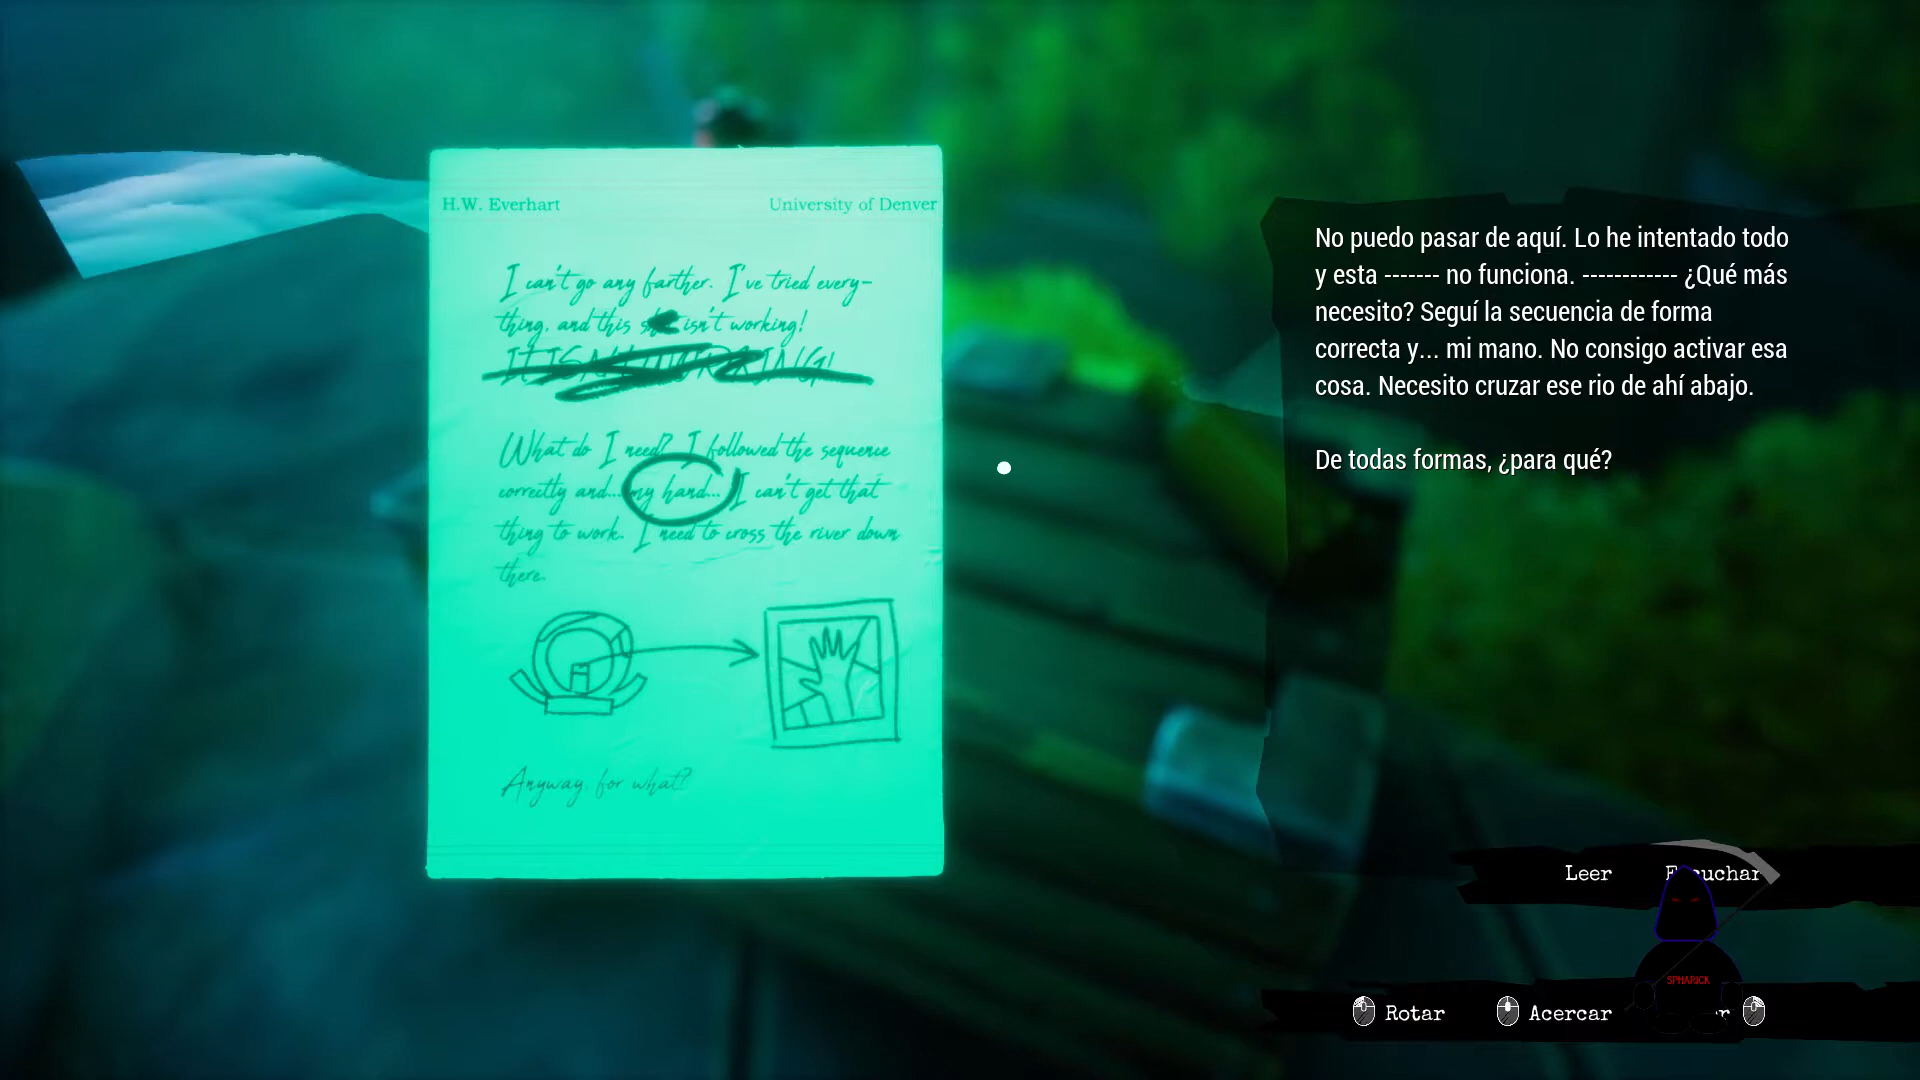 H.W. Everhart
University of Denver
I can't go any farther. I've tried every-
thing, and this isn't working!
IT ISN'T WORKING!
What do I need? I followed the sequence
correctly and... my hand... I can't get that
thing to work. I need to cross the river down
there.
Anyway, for what?
No puedo pasar de aquí. Lo he intentado todo
y esta ------- no funciona. ------------ ¿Qué más
necesito? Seguí la secuencia de forma
correcta y... mi mano. No consigo activar esa
cosa. Necesito cruzar ese rio de ahí abajo.
De todas formas, ¿para qué?
Leer
SPHARICK
Rotar
Acercar